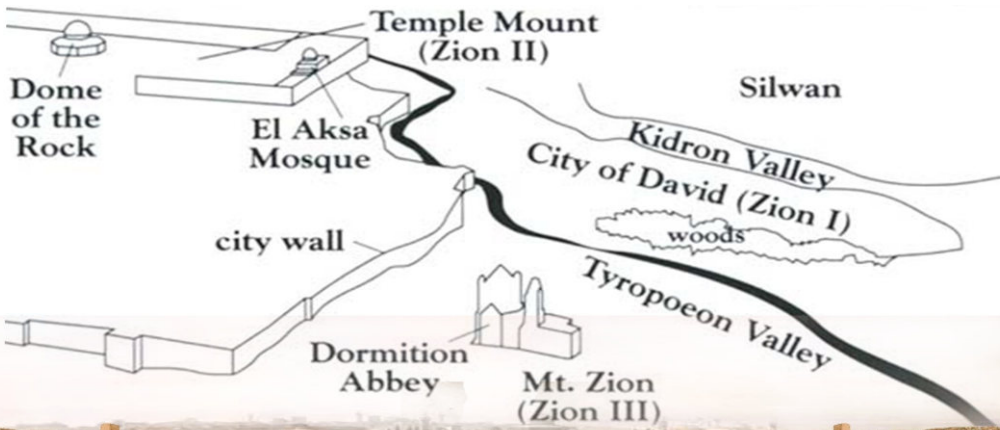 Temple Mount
(Zion II)
Dome
of the
Rock
El Aksa
Mosque
Silwan
Kidron Valley
City of David (Zion I)
woods
city wall
Tyropoeon Valley
Dormition
Abbey
Mt. Zion
(Zion III)